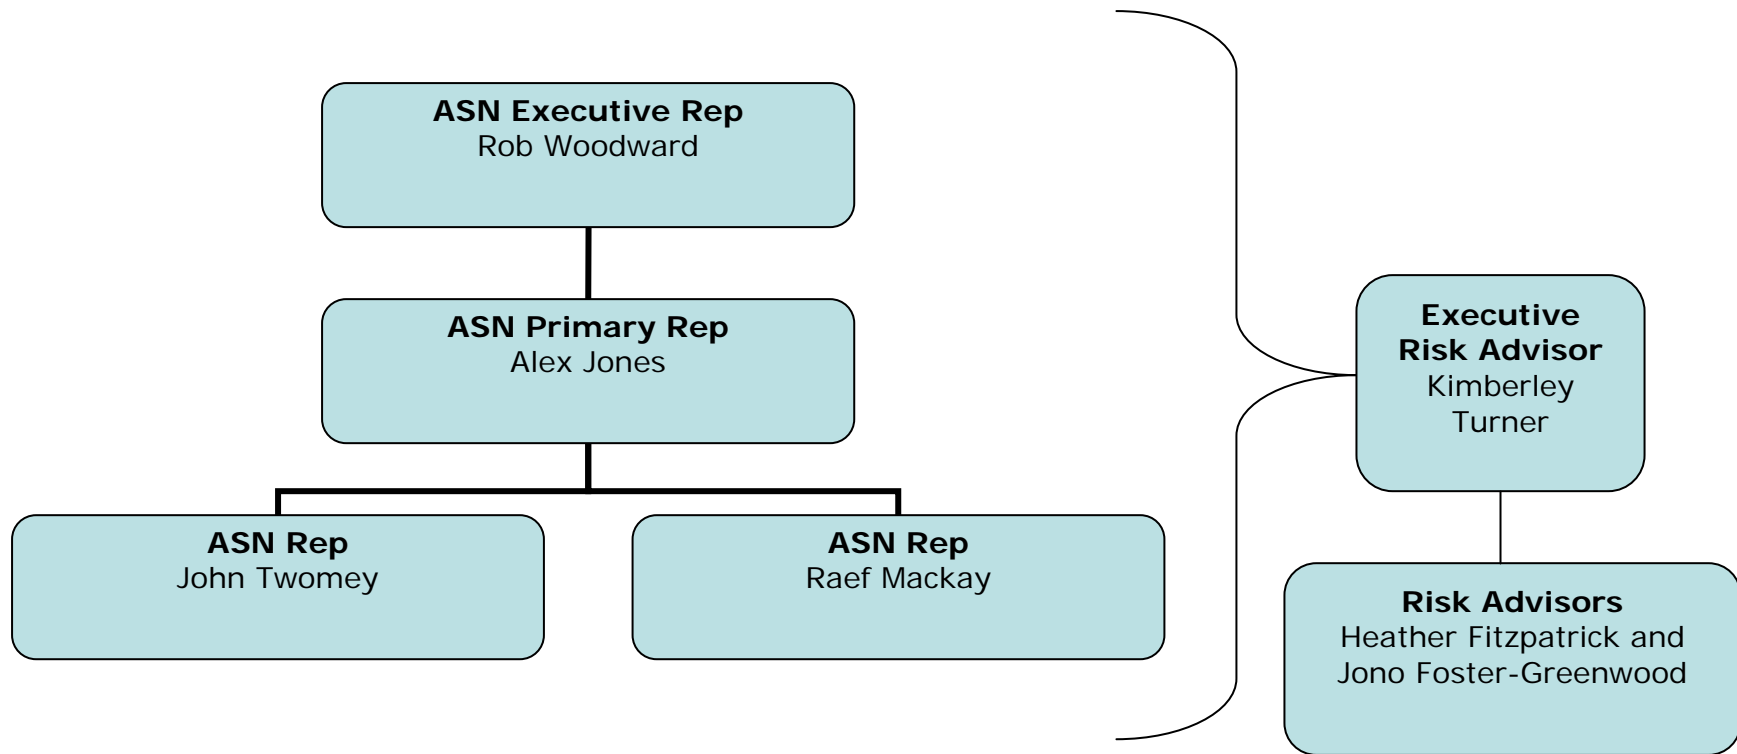 ASN Executive Rep
Rob Woodward
ASN Primary Rep
Alex Jones
ASN Rep
John Twomey
ASN Rep
Raef Mackay
Executive
Risk Advisor
Kimberley
Turner
Risk Advisors
Heather Fitzpatrick and
Jono Foster-Greenwood